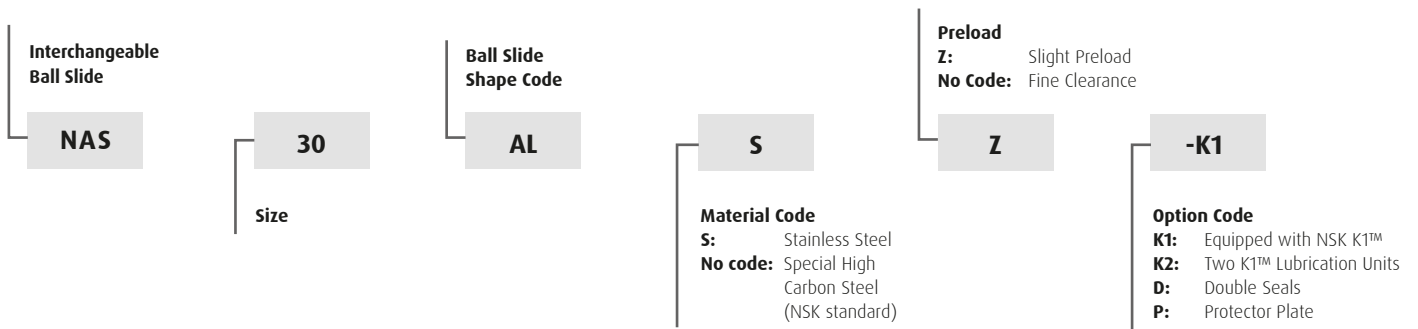 Interchangeable
Ball Slide
NAS
30
Size
Ball Slide
Shape Code
AL
S
Material Code
S: Stainless Steel
No code: Special High
Carbon Steel
(NSK standard)
Preload
Z: Slight Preload
No Code: Fine Clearance
Z
-K1
Option Code
K1: Equipped with NSK K1™
K2: Two K1™ Lubrication Units
D: Double Seals
P: Protector Plate